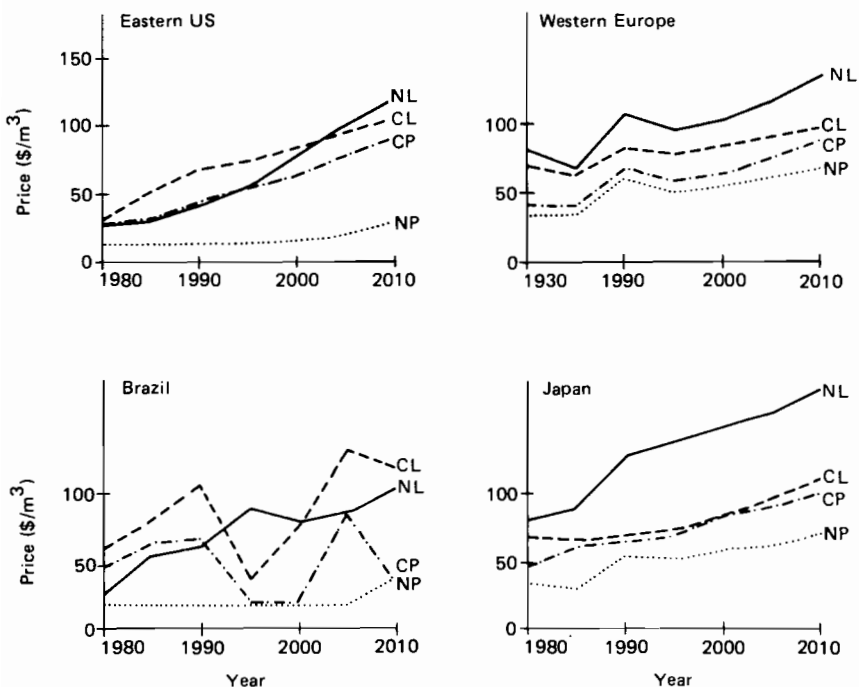 Eastern US
Price ($/m³)
150
100
50
0
1980
1990
2000
2010
NL
CL
CP
NP
Western Europe
100
50
0
1930
1990
2000
2010
NL
CL
CP
NP
Brazil
Price ($/m³)
100
50
0
1980
1990
2000
2010
Year
CL
NL
CP
NP
Japan
100
50
0
1980
1990
2000
2010
Year
NL
CL
CP
NP